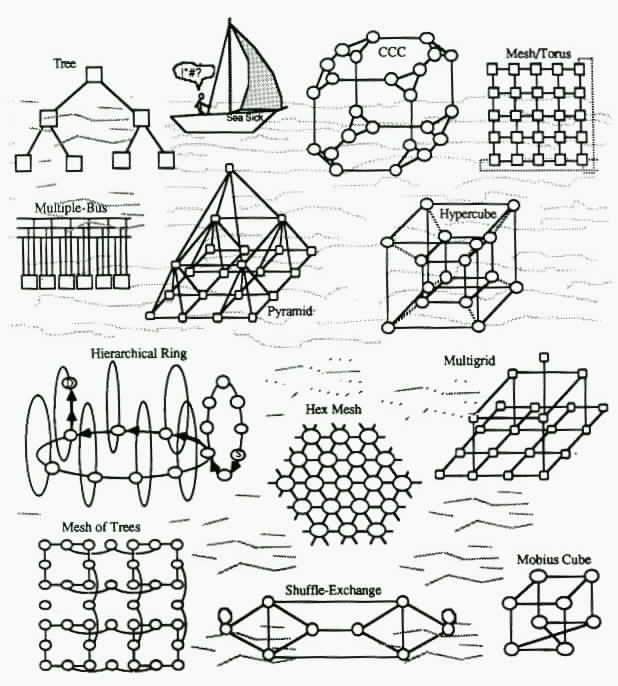 Tree
!*#?
Sea Sick
CCC
Mesh/Torus
Multiple-Bus
Pyramid
Hypercube
Hierarchical Ring
S
Hex Mesh
Multigrid
Mesh of Trees
Shuffle-Exchange
Mobius Cube